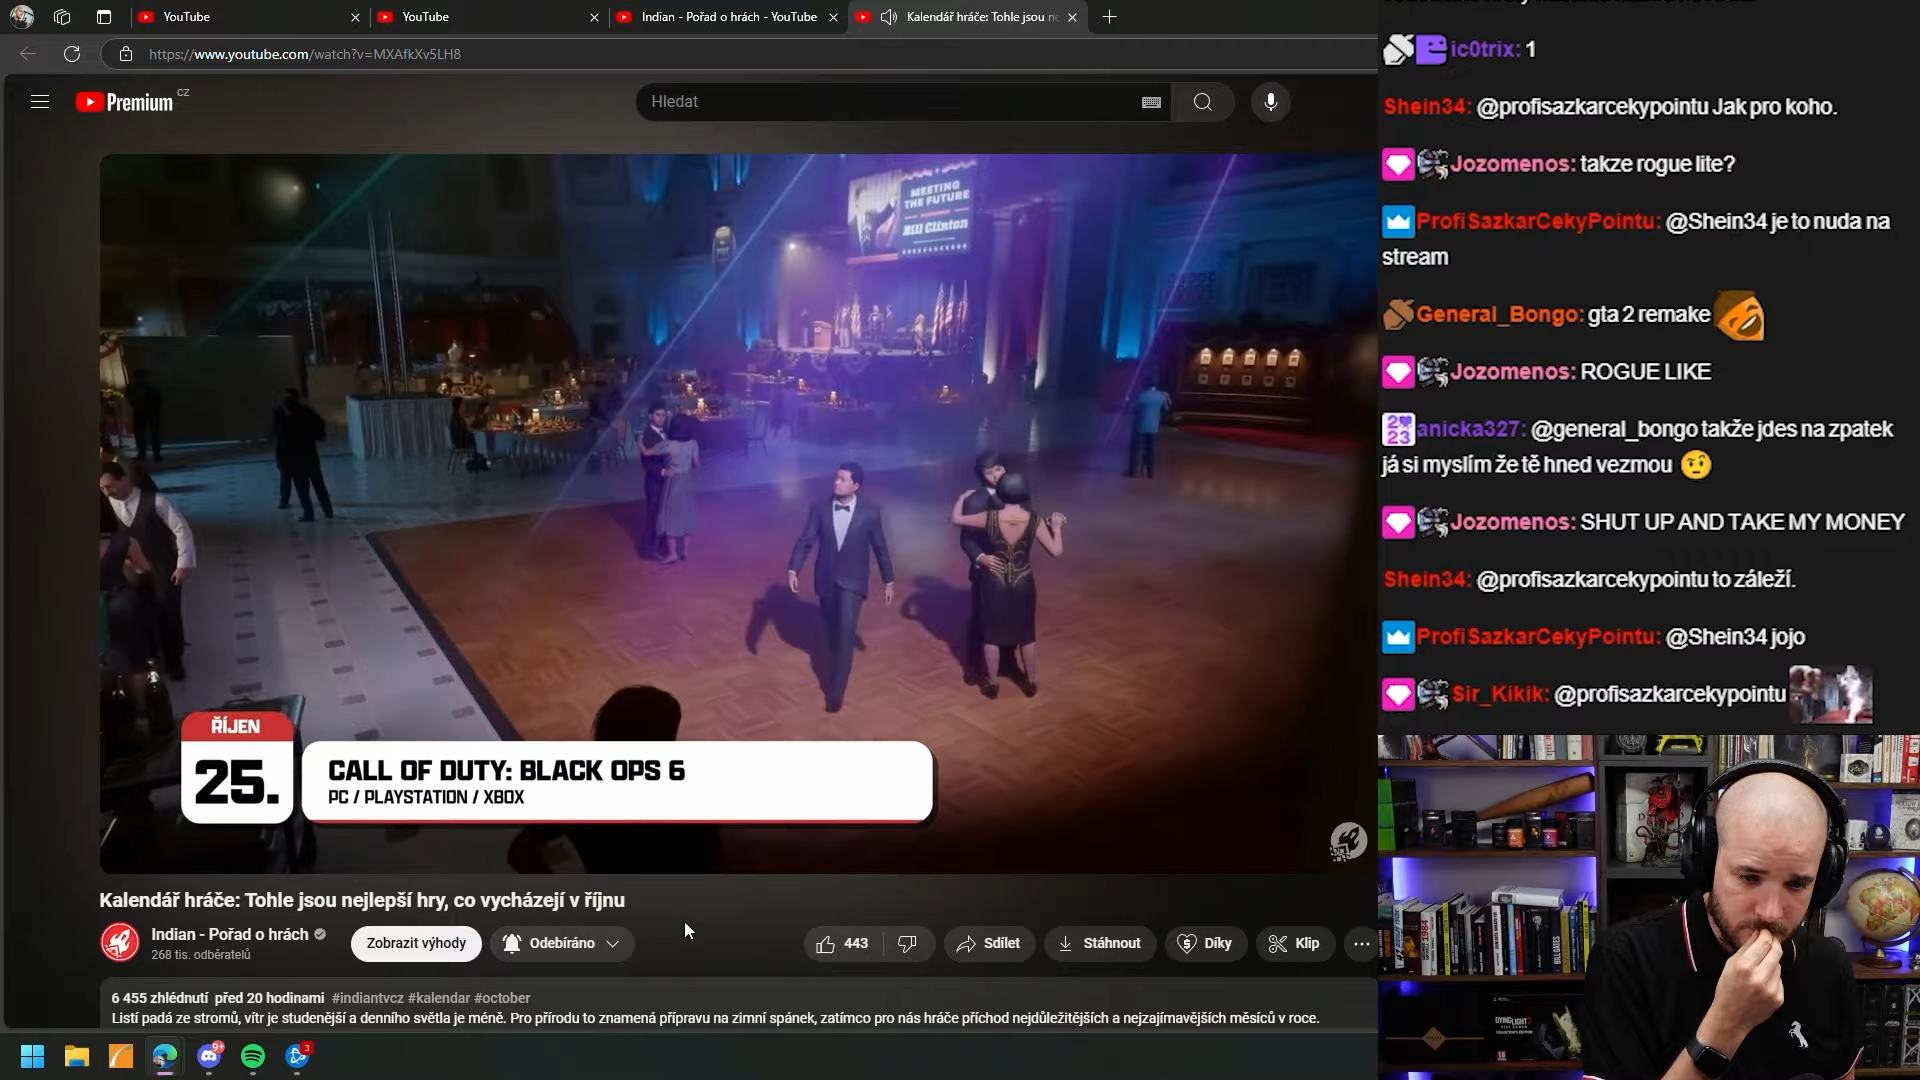 YouTube
YouTube
Indian - Pořad o hrách - YouTube
Kalendář hráče: Tohle jsou ne
https://www.youtube.com/watch?v=MXAfkXv5LH8
Premium CZ
Hledat
MEETING
THE FUTURE
Bill Clinton
ŘÍJEN
25.
CALL OF DUTY: BLACK OPS 6
PC / PLAYSTATION / XBOX
Kalendář hráče: Tohle jsou nejlepší hry, co vycházejí v říjnu
Indian - Pořad o hrách
268 tis. odběratelů
Zobrazit výhody
Odebíráno
443
Sdílet
Stáhnout
Díky
Klip
6 455 zhlédnutí před 20 hodinami #indiantvcz #kalendar #october
Listí padá ze stromů, vítr je studenější a denního světla je méně. Pro přírodu to znamená přípravu na zimní spánek, zatímco pro nás hráče příchod nejdůležitějších a nejzajímavějších měsíců v roce.
9+
3
ic0trix: 1
Shein34: @profisazkarcekypointu Jak pro koho.
Jozomenos: takze rogue lite?
ProfiSazkarCekyPointu: @Shein34 je to nuda na
stream
General_Bongo: gta 2 remake
Jozomenos: ROGUE LIKE
anicka327: @general_bongo takže jdes na zpatek
já si myslím že tě hned vezmou
Jozomenos: SHUT UP AND TAKE MY MONEY
Shein34: @profisazkarcekypointu to záleží.
ProfiSazkarCekyPointu: @Shein34 jojo
Sir_Kikik: @profisazkarcekypointu
1984
DYING LIGHT 2